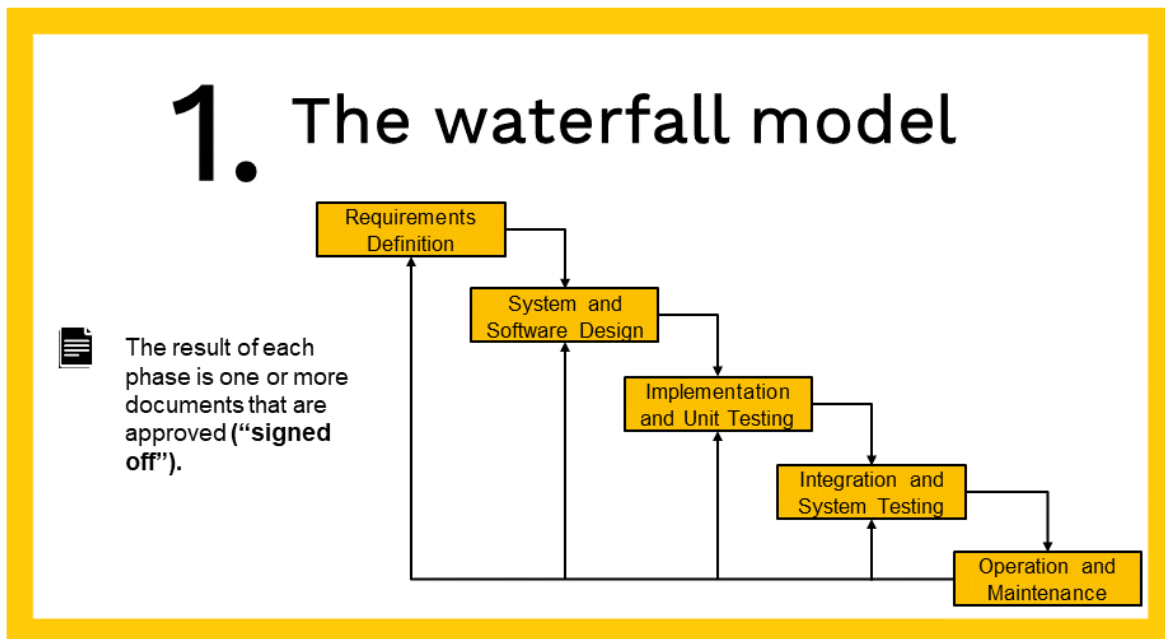 1. The waterfall model
Requirements
Definition
System and
Software Design
The result of each
phase is one or more
documents that are
approved (“signed
off”).
Implementation
and Unit Testing
Integration and
System Testing
Operation and
Maintenance